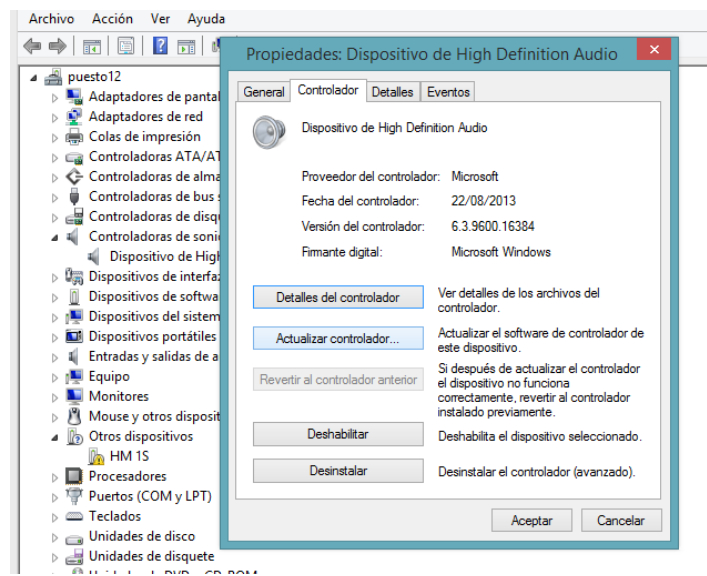 Archivo Acción Ver Ayuda
Propiedades: Dispositivo de High Definition Audio
puesto12
Adaptadores de pantal
Adaptadores de red
Colas de impresión
Controladoras ATA/AT
Controladoras de alma
Controladoras de bus s
Controladoras de disq
Controladoras de soni
Dispositivo de High
Dispositivos de interfaz
Dispositivos de softwa
Dispositivos del sistem
Dispositivos portátiles
Entradas y salidas de a
Equipo
Monitores
Mouse y otros disposit
Otros dispositivos
HM 1S
Procesadores
Puertos (COM y LPT)
Teclados
Unidades de disco
Unidades de disquete
General Controlador Detalles Eventos
Dispositivo de High Definition Audio
Proveedor del controlador: Microsoft
Fecha del controlador: 22/08/2013
Versión del controlador: 6.3.9600.16384
Firmante digital: Microsoft Windows
Detalles del controlador
Ver detalles de los archivos del
controlador.
Actualizar controlador...
Actualizar el software de controlador de
este dispositivo.
Revertir al controlador anterior
Si después de actualizar el controlador
el dispositivo no funciona
correctamente, revertir al controlador
instalado previamente.
Deshabilitar
Deshabilita el dispositivo seleccionado.
Desinstalar
Desinstalar el controlador (avanzado).
Aceptar Cancelar